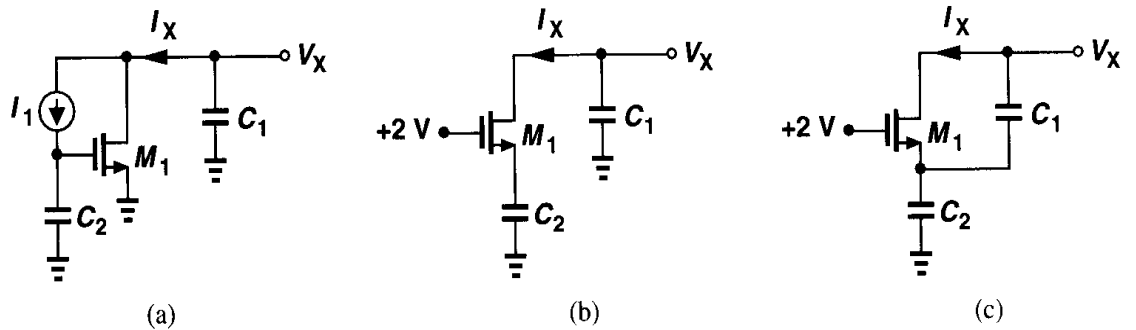 I_X
V_X
I_1
C_1
M_1
C_2
(a)
I_X
V_X
+2 V
M_1
C_1
C_2
(b)
I_X
V_X
+2 V
M_1
C_1
C_2
(c)